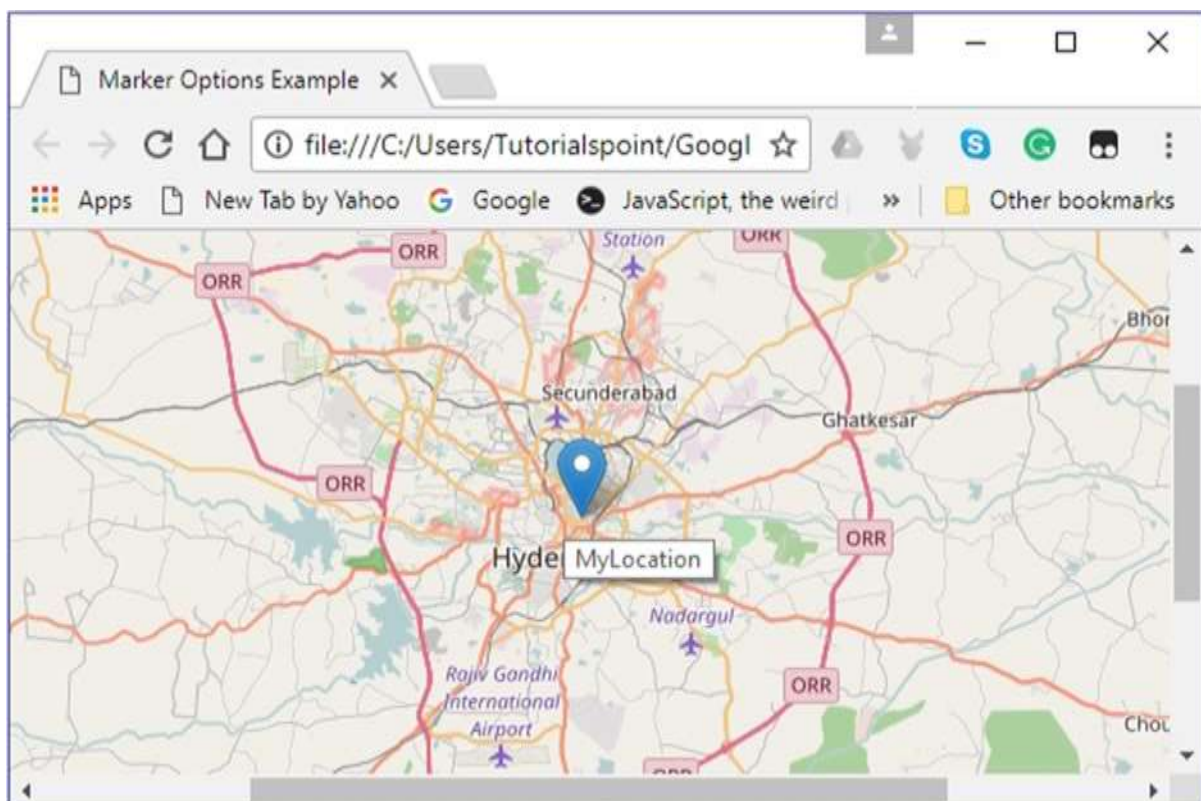 Marker Options Example
file:///C:/Users/Tutorialspoint/Googl
Apps New Tab by Yahoo Google JavaScript, the weird » Other bookmarks
Station
ORR
ORR
ORR
Bhor
Secunderabad
Ghatkesar
ORR
ORR
Hyde
MyLocation
Nadargul
Rajiv Gandhi
International
Airport
ORR
Chou
ORR